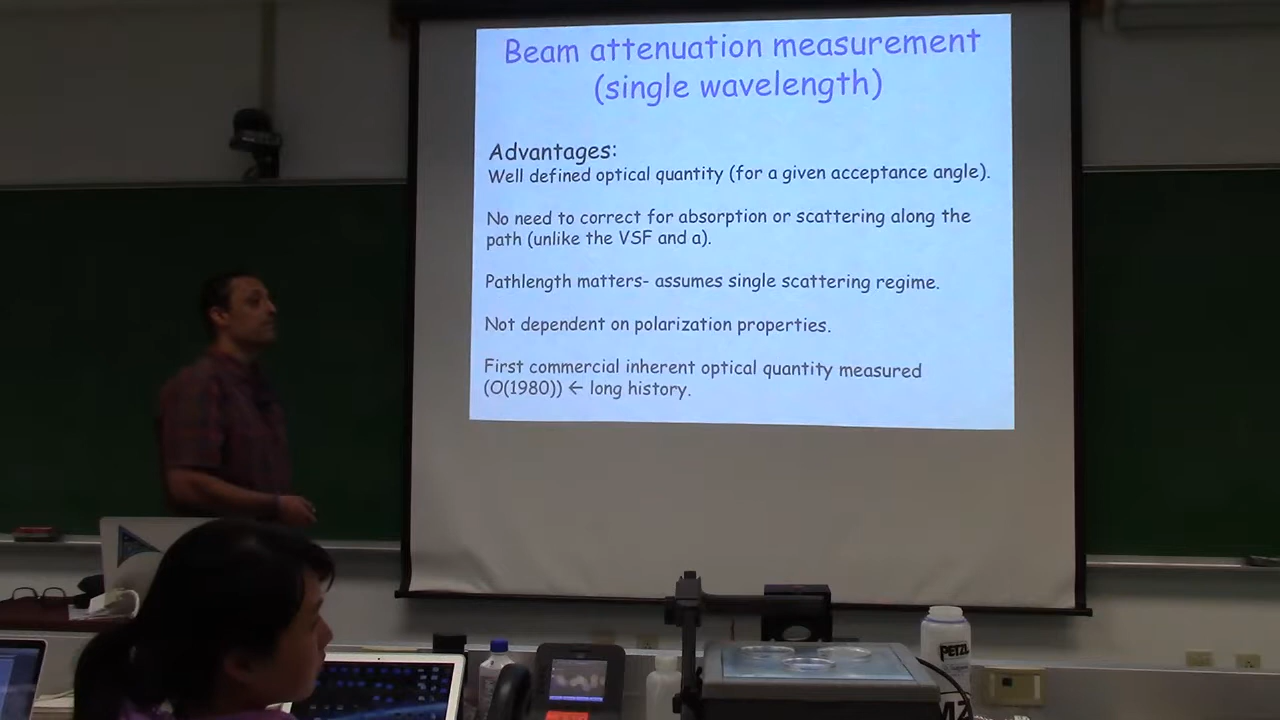 Beam attenuation measurement
(single wavelength)
Advantages:
Well defined optical quantity (for a given acceptance angle).
No need to correct for absorption or scattering along the
path (unlike the VSF and a).
Pathlength matters- assumes single scattering regime.
Not dependent on polarization properties.
First commercial inherent optical quantity measured
(O(1980)) ← long history.
PETZL